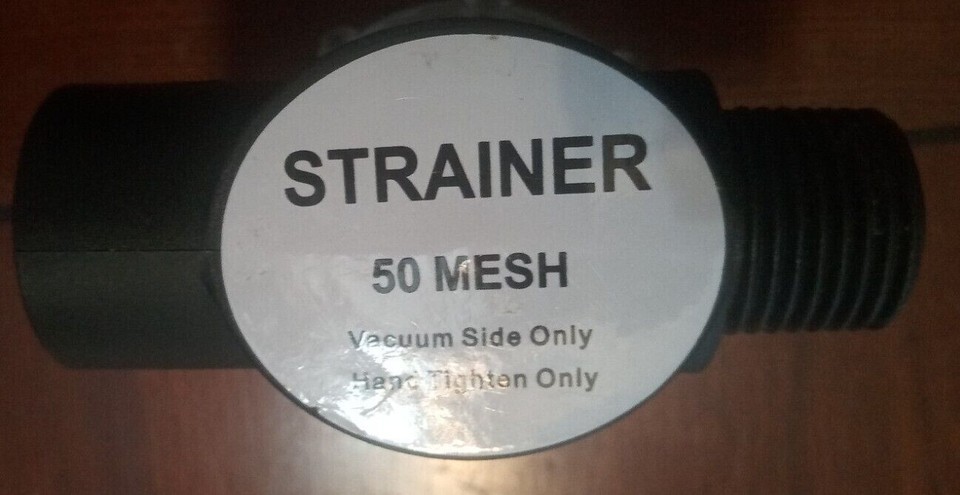 STRAINER
50 MESH
Vacuum Side Only
Hand Tighten Only